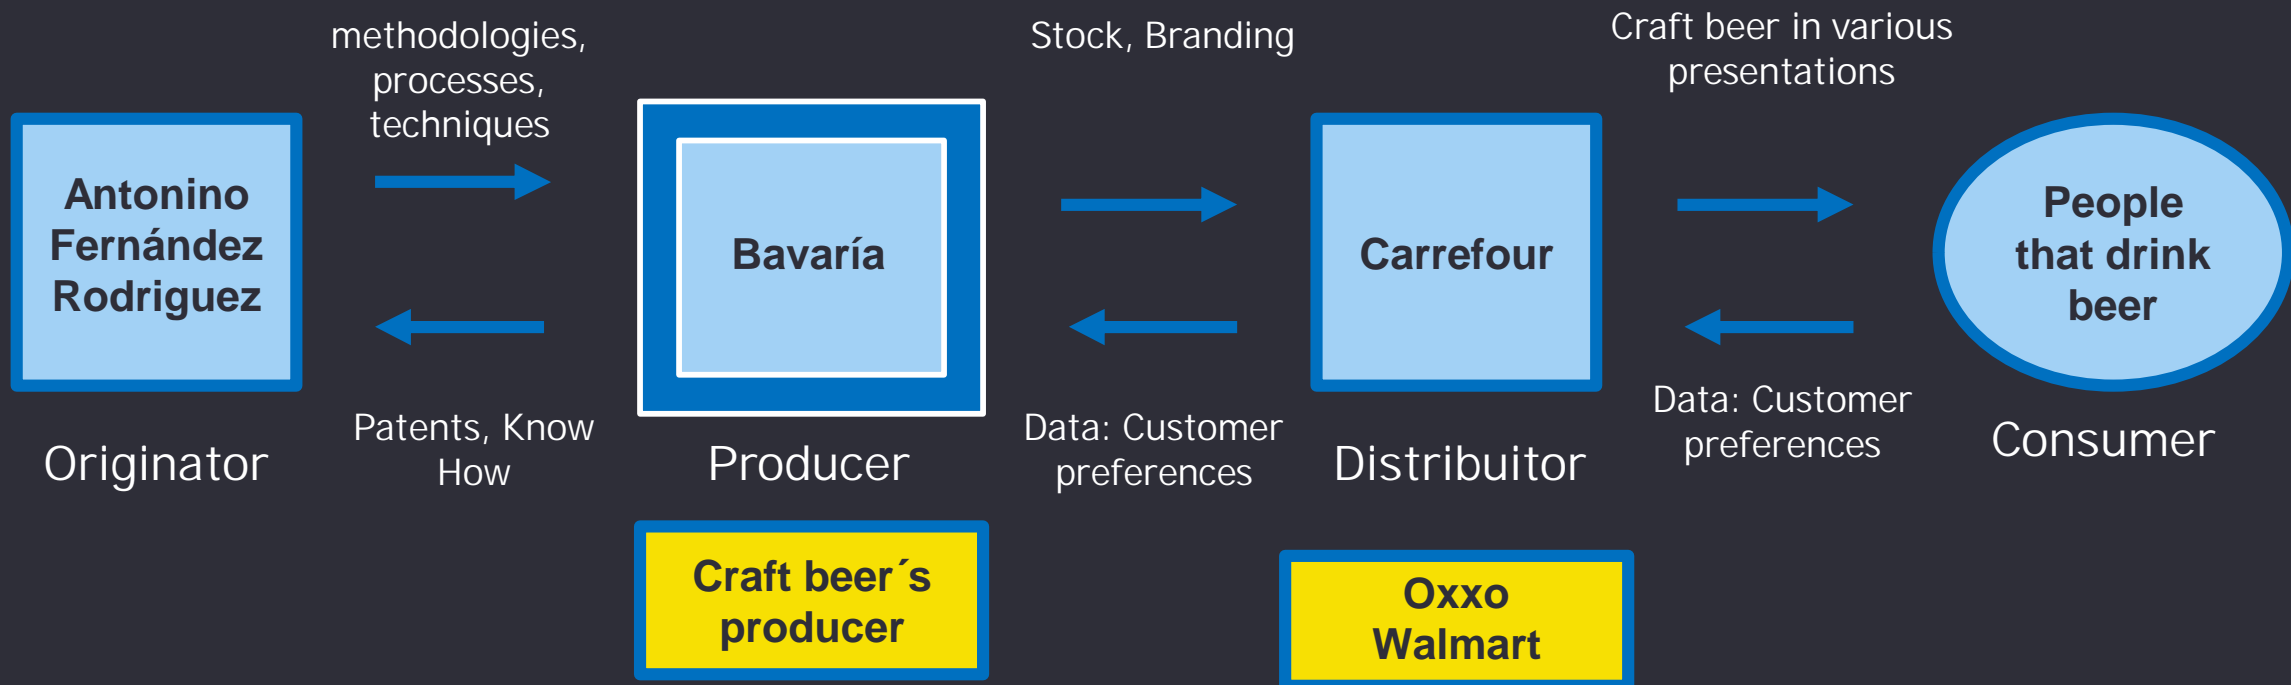 methodologies,
processes,
techniques
Stock, Branding
Craft beer in various
presentations
Antonino
Fernández
Rodriguez
Bavaría
Carrefour
People
that drink
beer
Patents, Know
How
Data: Customer
preferences
Data: Customer
preferences
Originator
Producer
Distribuitor
Consumer
Craft beer´s
producer
Oxxo
Walmart